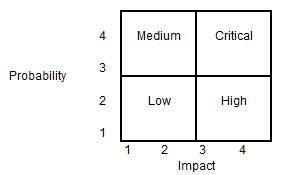 4 Medium Critical
Probability
3
2 Low High
1
1 2 3 4
Impact